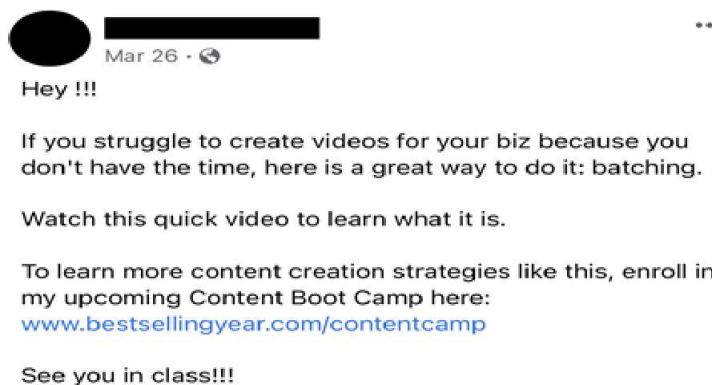 Mar 26 ·
Hey !!!
If you struggle to create videos for your biz because you
don't have the time, here is a great way to do it: batching.
Watch this quick video to learn what it is.
To learn more content creation strategies like this, enroll in
my upcoming Content Boot Camp here:
www.bestsellingyear.com/contentcamp
See you in class!!!